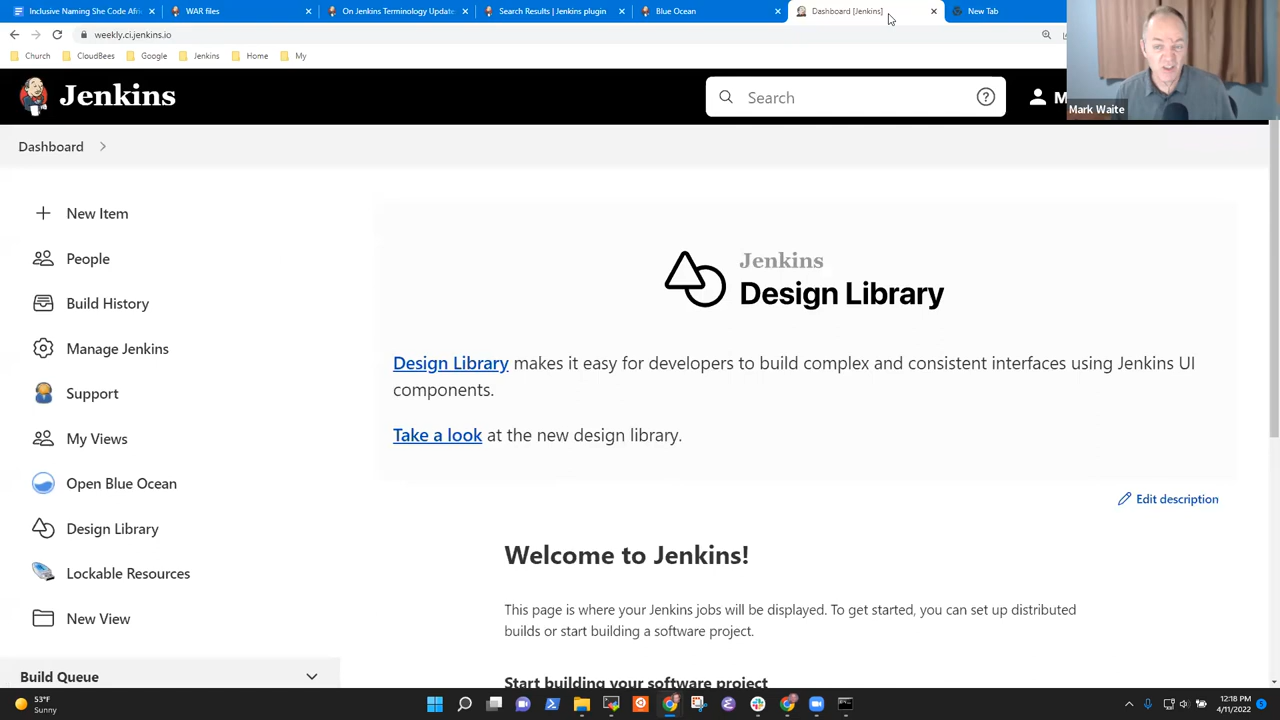 Inclusive Naming She Code Afri
WAR files
On Jenkins Terminology Update
Search Results | Jenkins plugin
Blue Ocean
Dashboard [Jenkins]
New Tab
weekly.ci.jenkins.io
Church
CloudBees
Google
Jenkins
Home
My
Jenkins
Search
M
Mark Waite
Dashboard
New Item
People
Build History
Manage Jenkins
Support
My Views
Open Blue Ocean
Design Library
Lockable Resources
New View
Build Queue
Jenkins
Design Library
Design Library makes it easy for developers to build complex and consistent interfaces using Jenkins UI
components.
Take a look at the new design library.
Edit description
Welcome to Jenkins!
This page is where your Jenkins jobs will be displayed. To get started, you can set up distributed
builds or start building a software project.
Start building your software project
53°F
Sunny
12:18 PM
4/11/2022